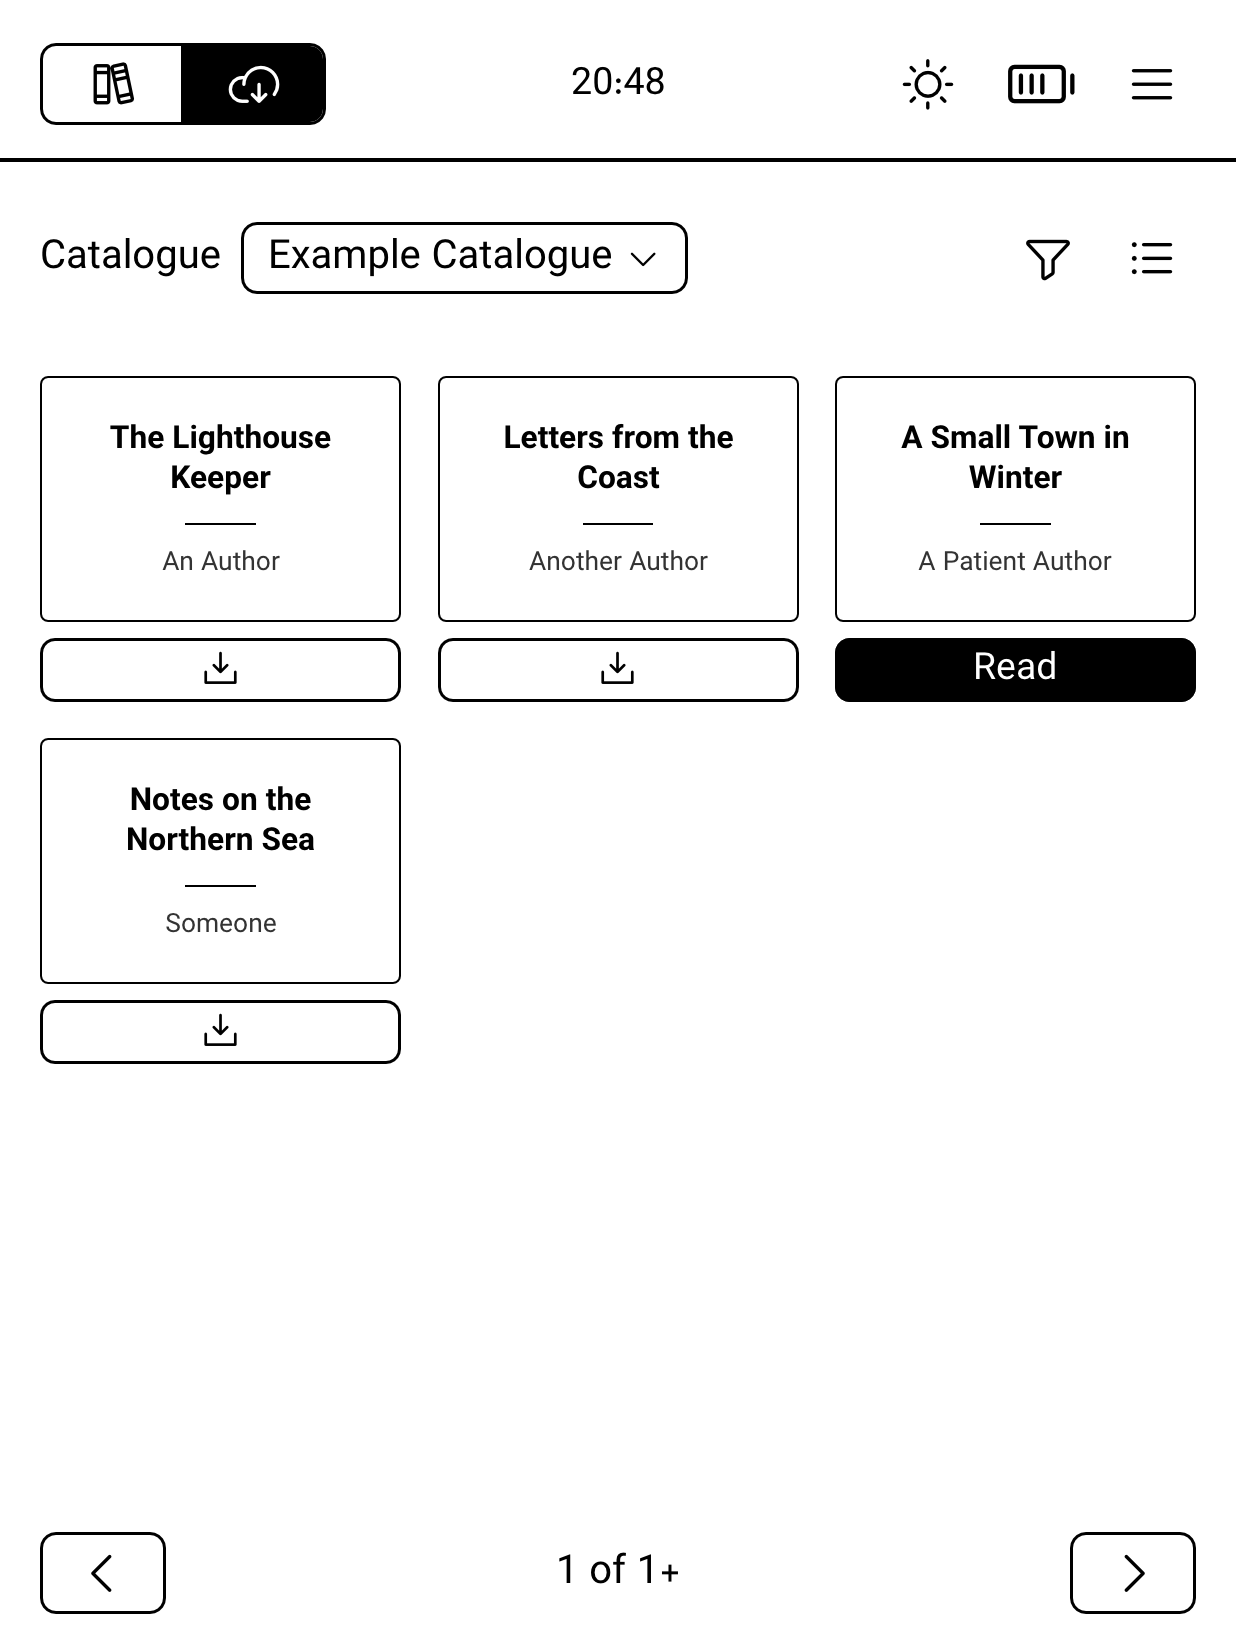 20:48
Catalogue Example Catalogue
The Lighthouse
Keeper
An Author
Letters from the
Coast
Another Author
A Small Town in
Winter
A Patient Author
Read
Notes on the
Northern Sea
Someone
1 of 1+